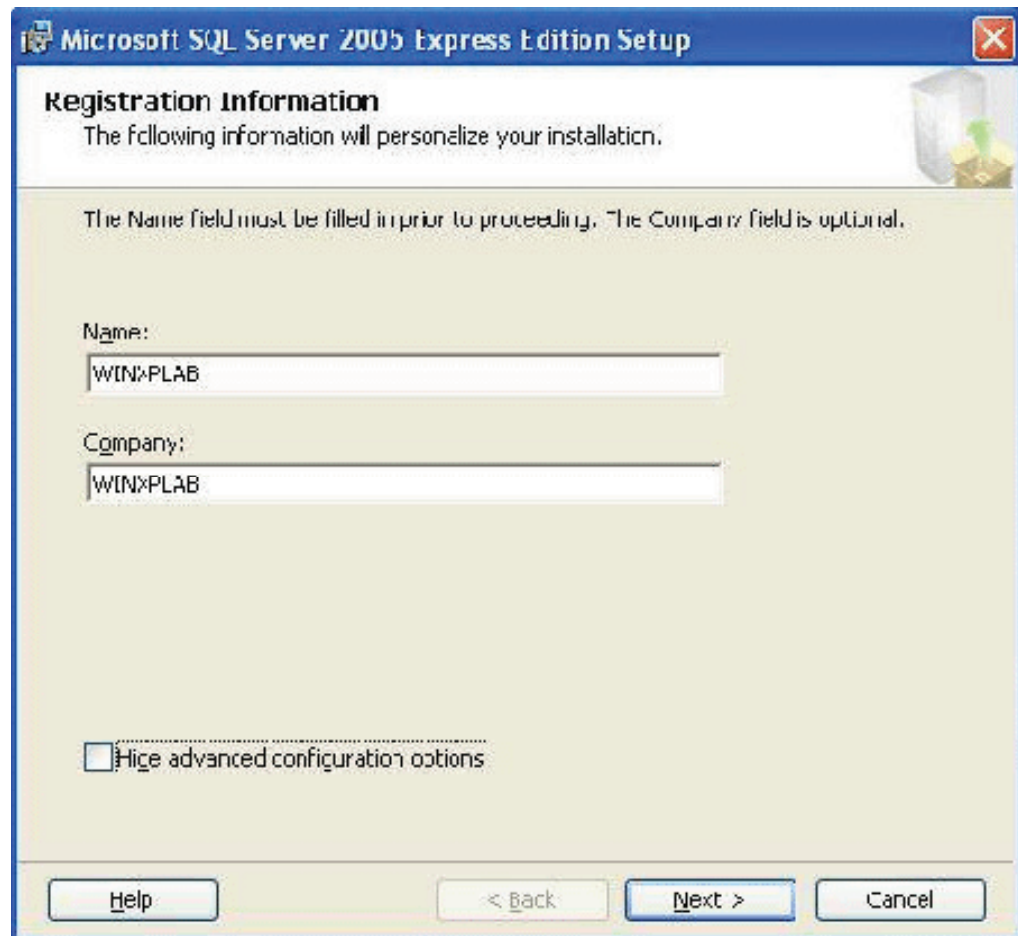 Microsoft SQL Server 2005 Express Edition Setup
Registration Information
The following information will personalize your installation.
The Name field must be filled in prior to proceeding. The Company field is optional.
Name:
WINXPLAB
Company:
WINXPLAB
Hide advanced configuration options
Help
< Back
Next >
Cancel